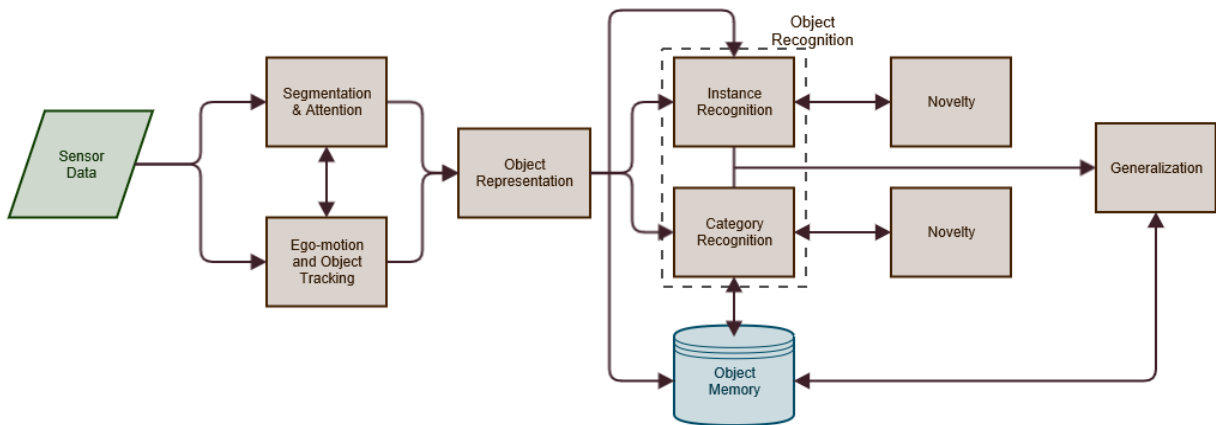 Sensor
Data
Segmentation
& Attention
Ego-motion
and Object
Tracking
Object
Representation
Object
Recognition
Instance
Recognition
Category
Recognition
Novelty
Novelty
Object
Memory
Generalization